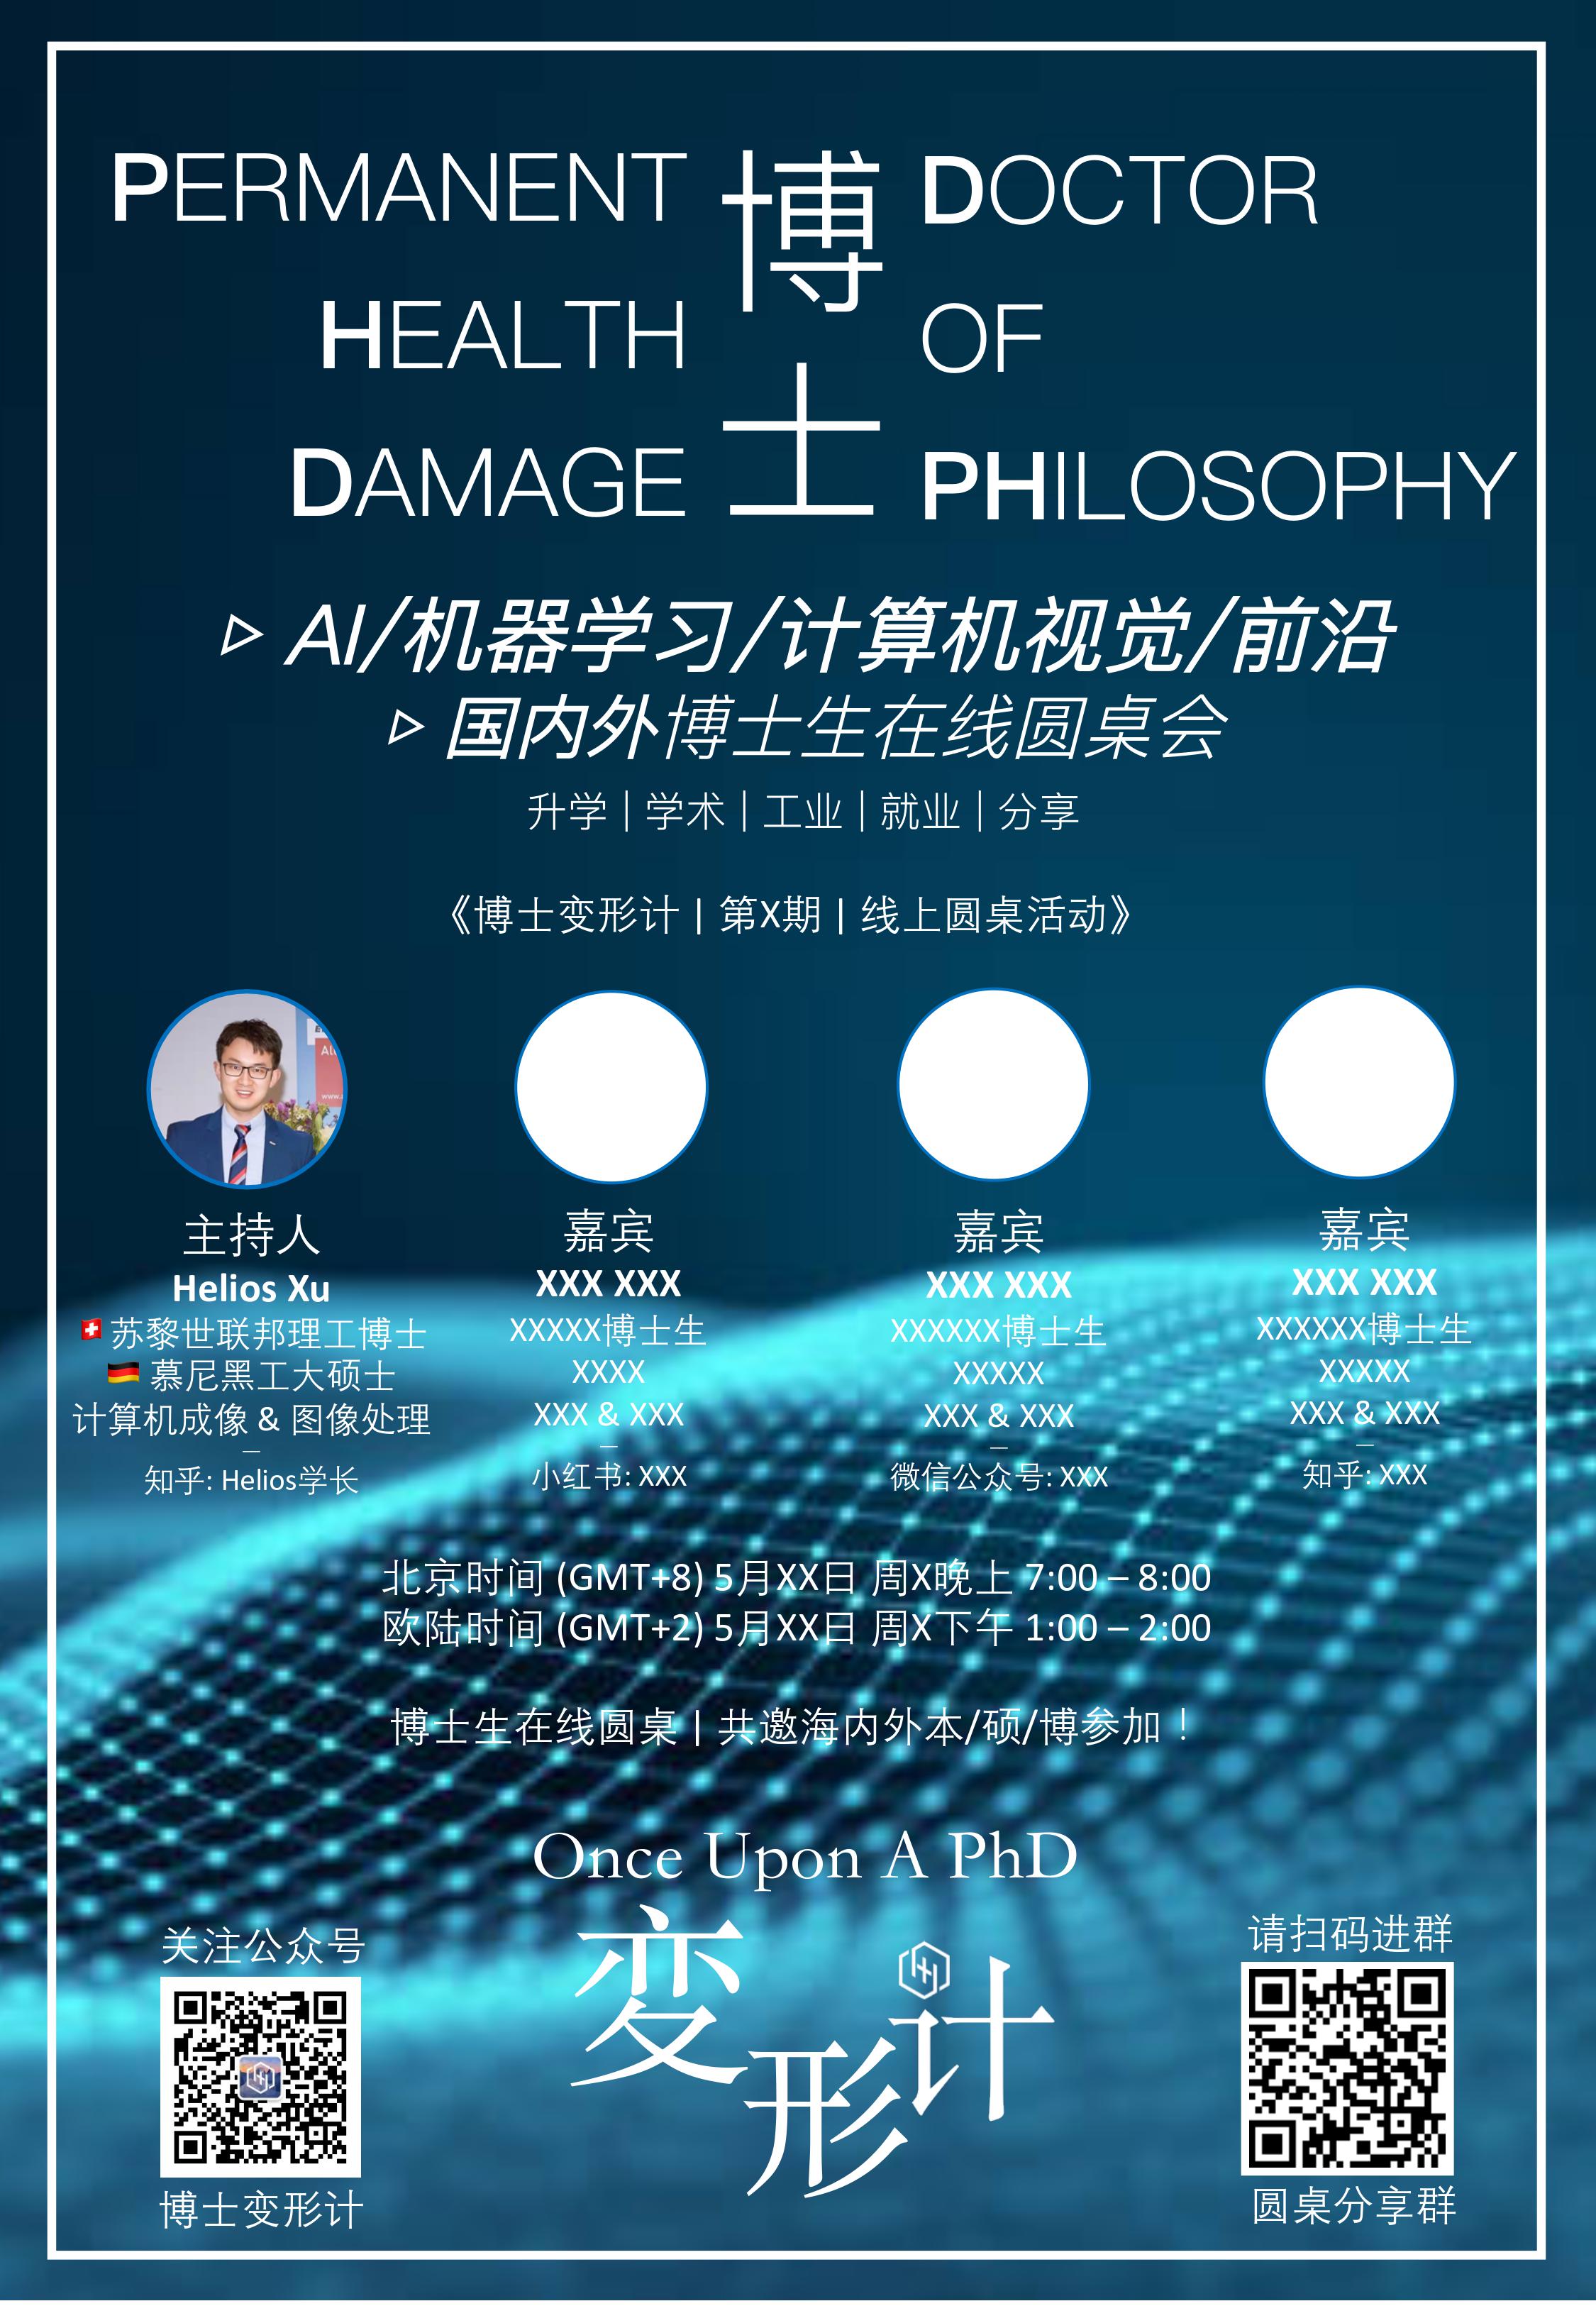 PERMANENT
HEALTH
DAMAGE
博
士
DOCTOR
OF
PHILOSOPHY
▷ AI/机器学习/计算机视觉/前沿
▷ 国内外博士生在线圆桌会
升学 | 学术 | 工业 | 就业 | 分享
《博士变形计 | 第X期 | 线上圆桌活动》
主持人
Helios Xu
🇨🇭 苏黎世联邦理工博士
🇩🇪 慕尼黑工大硕士
计算机成像 & 图像处理
—
知乎: Helios学长
嘉宾
XXX XXX
XXXXX博士生
XXXX
XXX & XXX
—
小红书: XXX
嘉宾
XXX XXX
XXXXXX博士生
XXXXX
XXX & XXX
—
微信公众号: XXX
嘉宾
XXX XXX
XXXXXX博士生
XXXXX
XXX & XXX
—
知乎: XXX
北京时间 (GMT+8) 5月XX日 周X晚上 7:00 – 8:00
欧陆时间 (GMT+2) 5月XX日 周X下午 1:00 – 2:00
博士生在线圆桌 | 共邀海内外本/硕/博参加！
Once Upon A PhD
变形计
关注公众号
博士变形计
请扫码进群
圆桌分享群